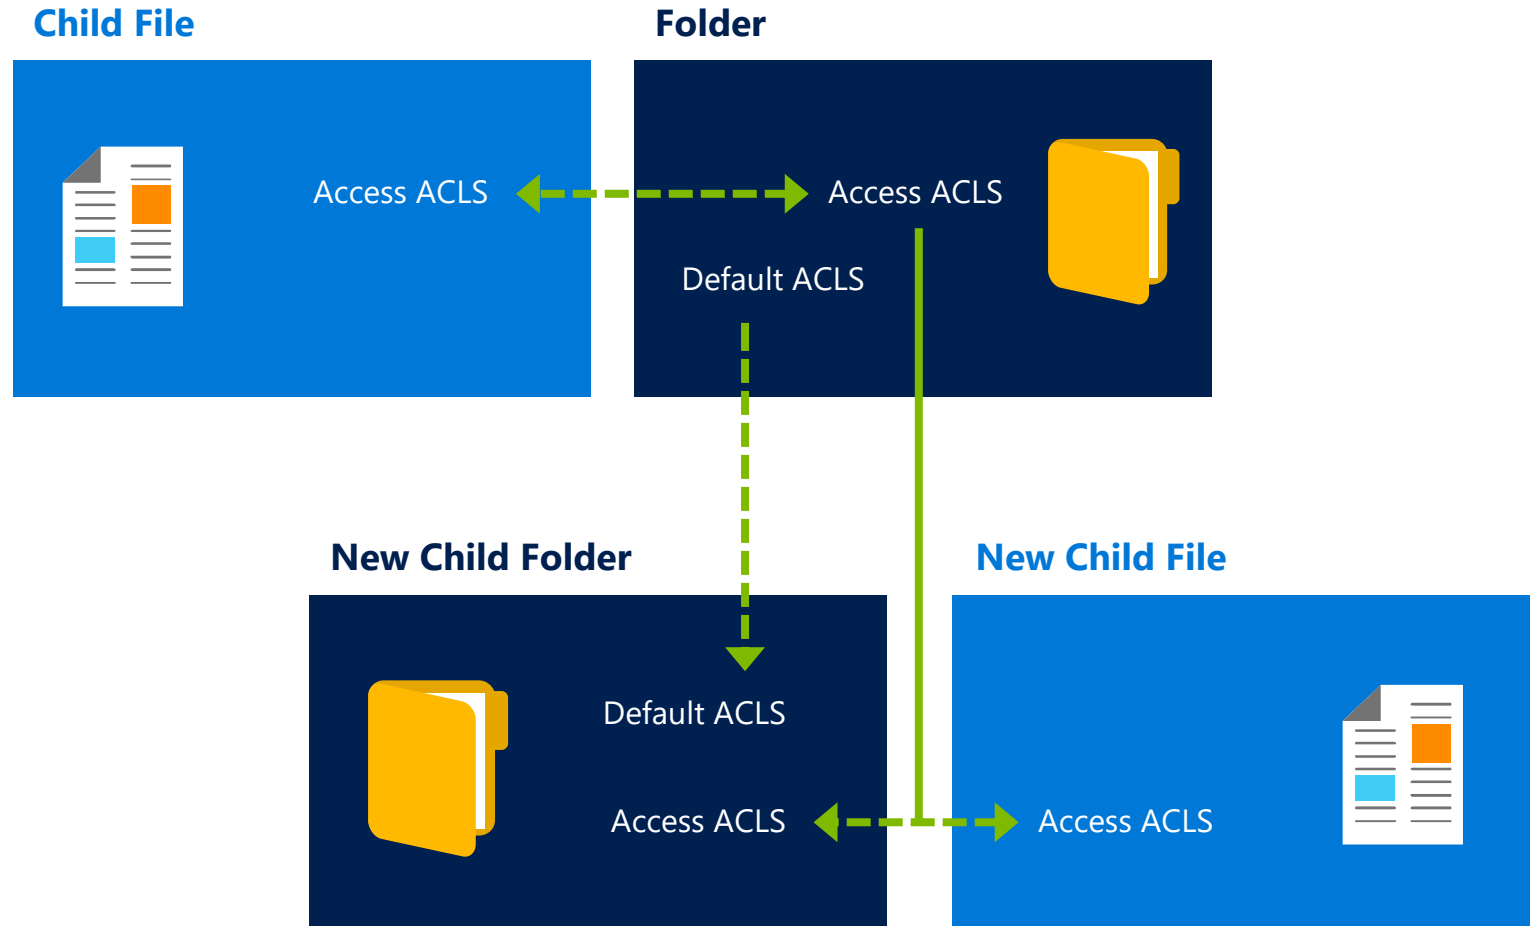 Child File
Folder
Access ACLS
Access ACLS
Default ACLS
New Child Folder
New Child File
Default ACLS
Access ACLS
Access ACLS